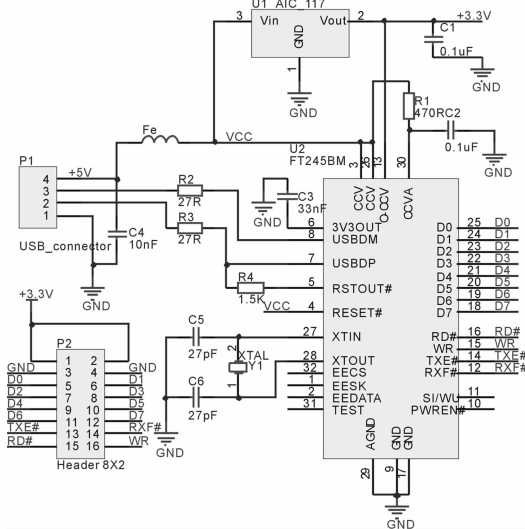 U1 AIC_117
3 Vin Vout 2 +3.3V
GND
1
C1
0.1uF
GND
GND
R1
470R
C2
0.1uF
GND
Fe
VCC
U2
FT245BM
P1
4 +5V
3
2
1
USB_connector
GND
C4
10nF
R2
27R
R3
27R
R4
1.5K
GND
C3
33nF
VCC
3 26 13 30
VCC VCC VCC-O AVCC
6 3V3OUT
8 USBDM
7 USBDP
5 RSTOUT#
4 RESET#
27 XTIN
28 XTOUT
32 EECS
1 EESK
2 EEDATA
31 TEST
D0 25 D0
D1 24 D1
D2 23 D2
D3 22 D3
D4 21 D4
D5 20 D5
D6 19 D6
D7 18 D7
RD# 16 RD#
WR 15 WR
TXE# 14 TXE#
RXF# 12 RXF#
SI/WU 11
PWREN# 10
AGND GND GND
29 9 17
GND
C5
27pF
C6
27pF
2 XTAL
1 Y1
GND
+3.3V
P2
1 2
GND 3 4 GND
D0 5 6 D1
D2 7 8 D3
D4 9 10 D5
D6 11 12 D7
TXE# 13 14 RXF#
RD# 15 16 WR
Header 8X2